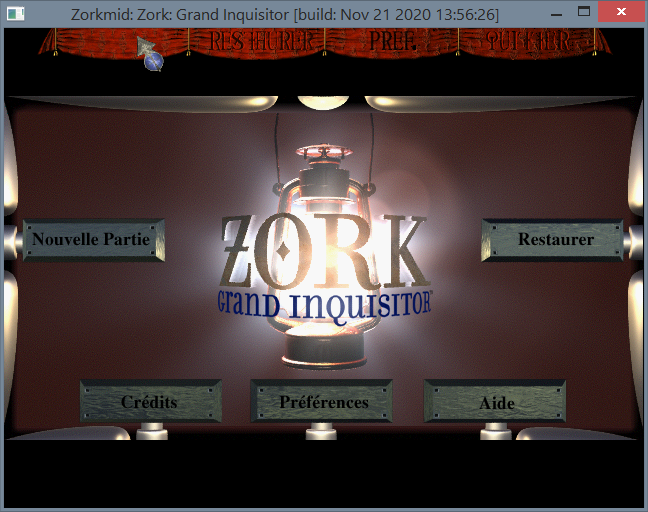 Zorkmid: Zork: Grand Inquisitor [build: Nov 21 2020 13:56:26]
RESTAURER PREF. QUITTER
ZORK
GRAND INQUISITOR™
Nouvelle Partie
Restaurer
Crédits
Préférences
Aide